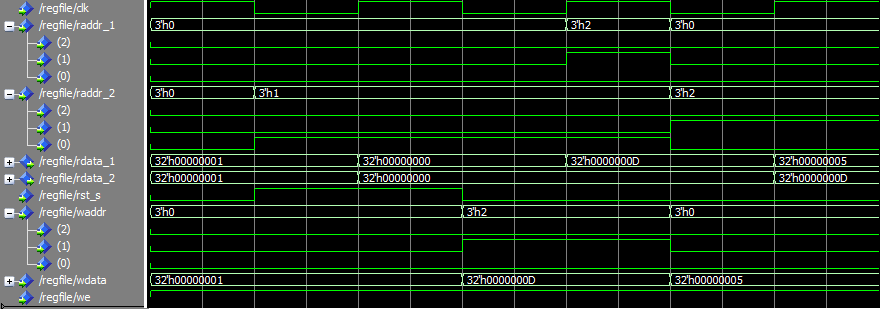 /regfile/clk
/regfile/raddr_1 3'h0 3'h2 3'h0
(2)
(1)
(0)
/regfile/raddr_2 3'h0 3'h1 3'h2
(2)
(1)
(0)
/regfile/rdata_1 32'h00000001 32'h00000000 32'h0000000D 32'h00000005
/regfile/rdata_2 32'h00000001 32'h00000000 32'h0000000D
/regfile/rst_s
/regfile/waddr 3'h0 3'h2 3'h0
(2)
(1)
(0)
/regfile/wdata 32'h00000001 32'h0000000D 32'h00000005
/regfile/we